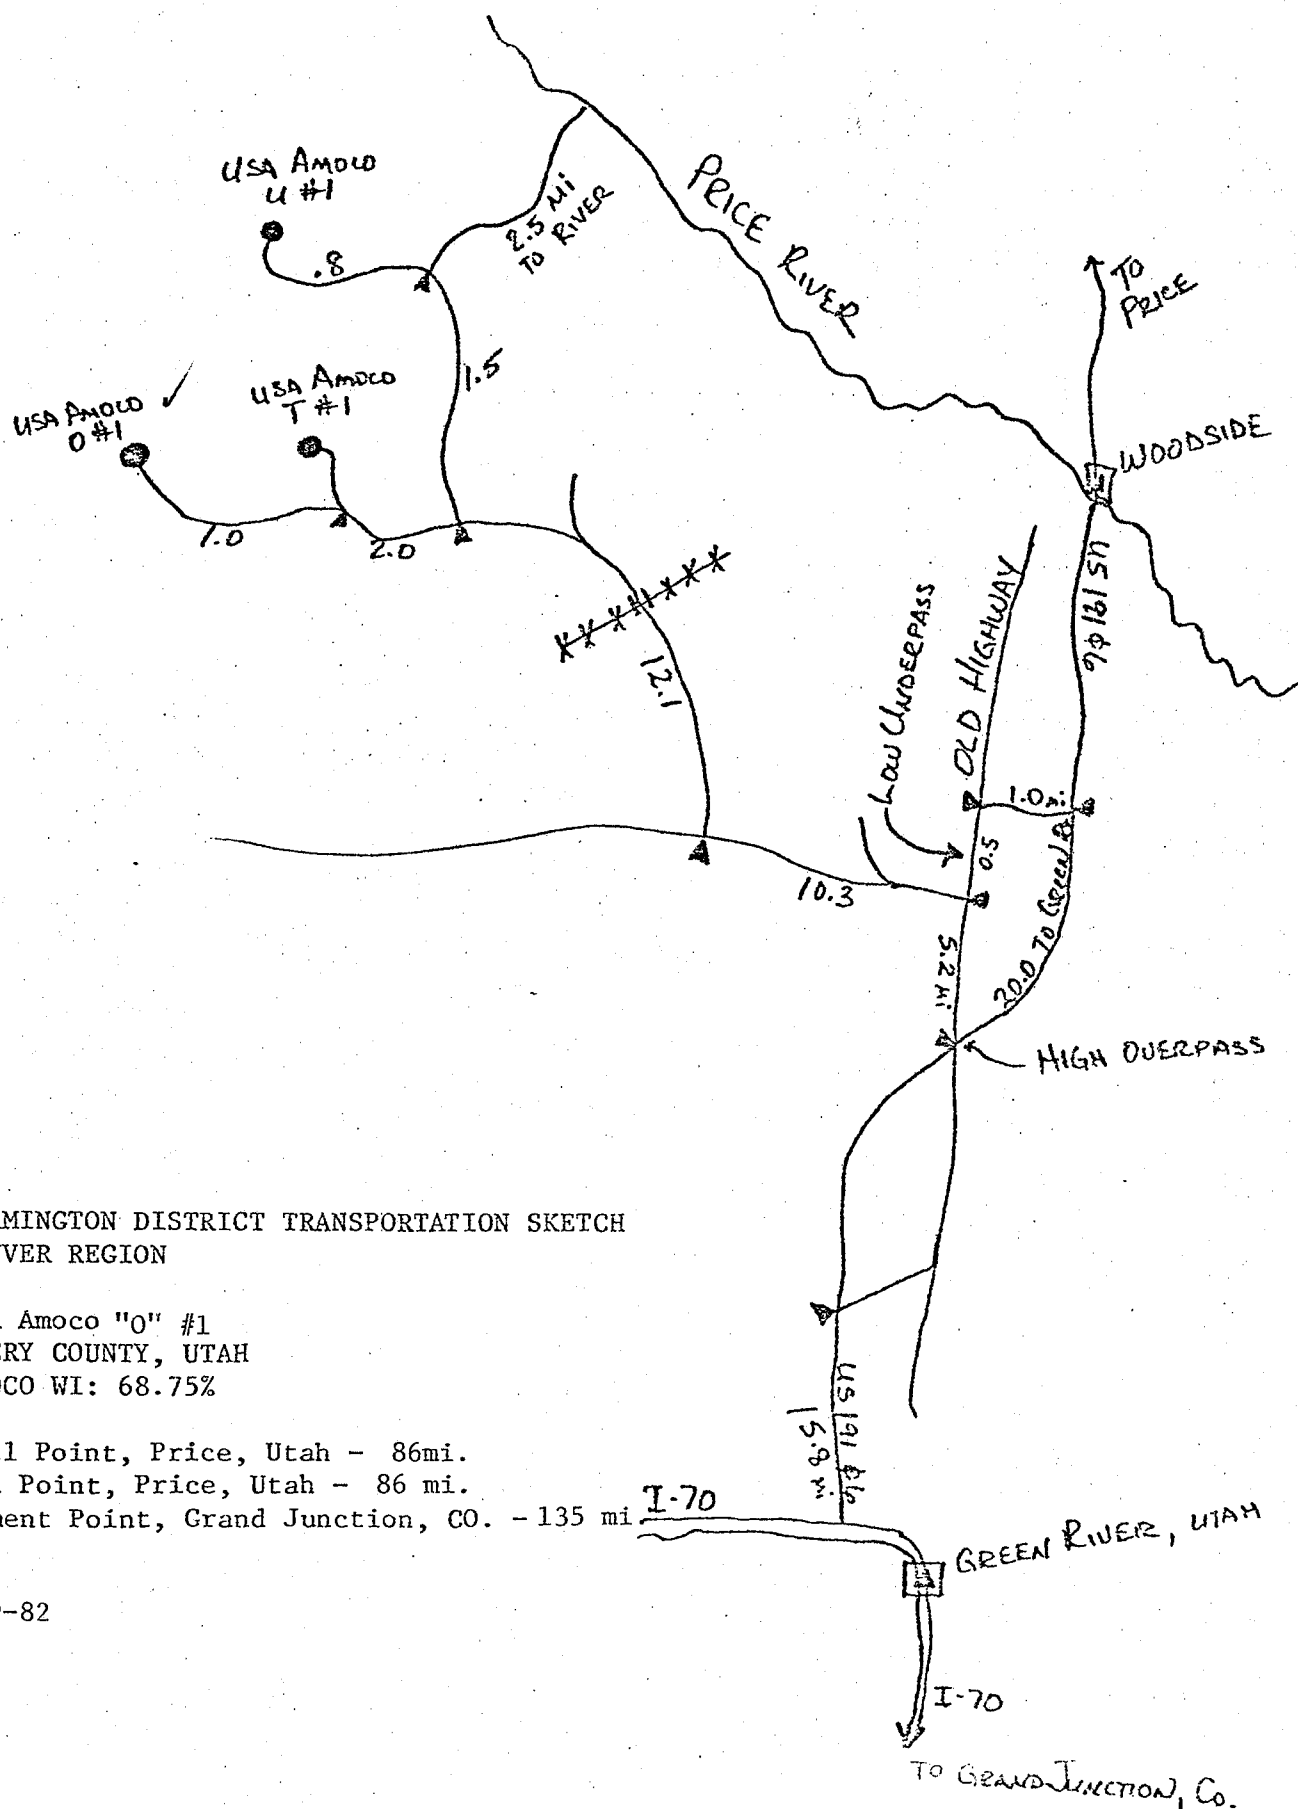 USA AMOCO
U #1
.8
2.5 Mi
TO RIVER
PRICE RIVER
TO
PRICE
1.5
USA AMOCO
T #1
USA AMOCO
O #1
WOODSIDE
1.0
2.0
12.1
US 191 & 6
LOW UNDERPASS
OLD HIGHWAY
1.0 mi
0.5
10.3
5.2 mi
20.0 TO GREEN R
HIGH OVERPASS
MINGTON DISTRICT TRANSPORTATION SKETCH
VER REGION
Amoco "O" #1
RY COUNTY, UTAH
CO WI: 68.75%
US 191 & 6
15.8 mi
l Point, Price, Utah - 86mi.
Point, Price, Utah - 86 mi.
ent Point, Grand Junction, CO. - 135 mi.
I-70
GREEN RIVER, UTAH
-82
I-70
TO GRAND JUNCTION, CO.